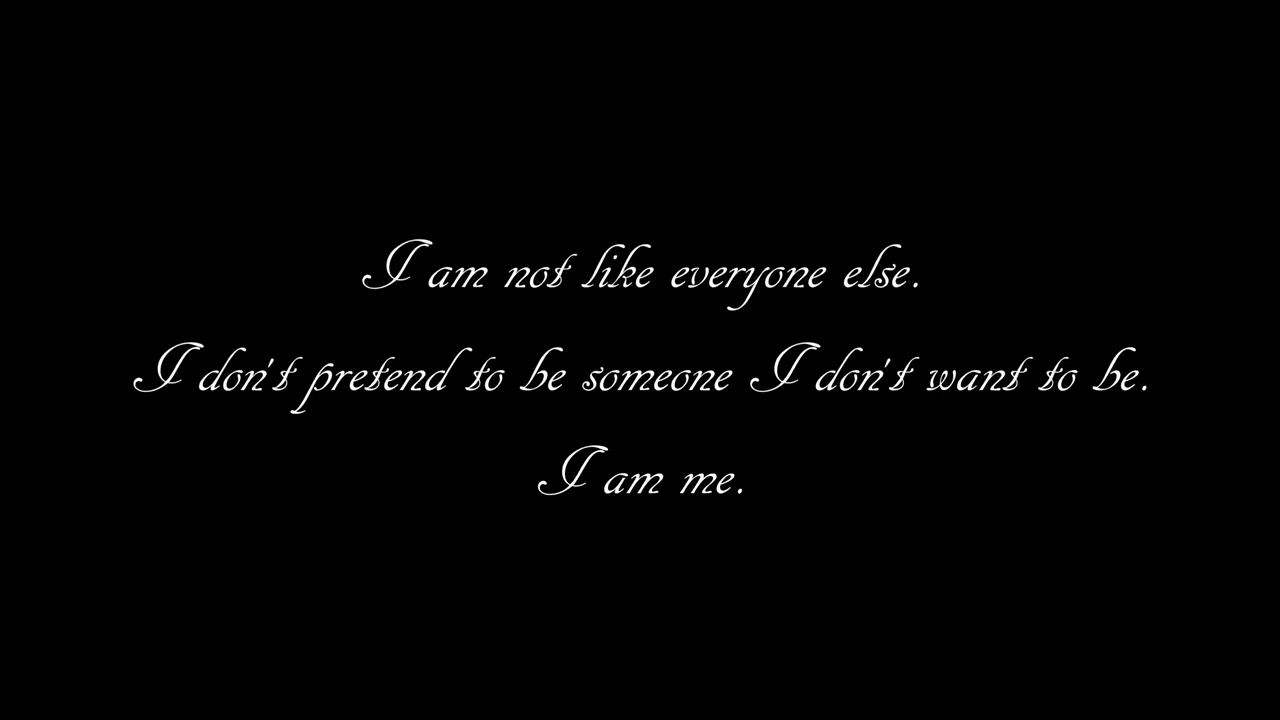 I am not like everyone else.
I don't pretend to be someone I don't want to be.
I am me.